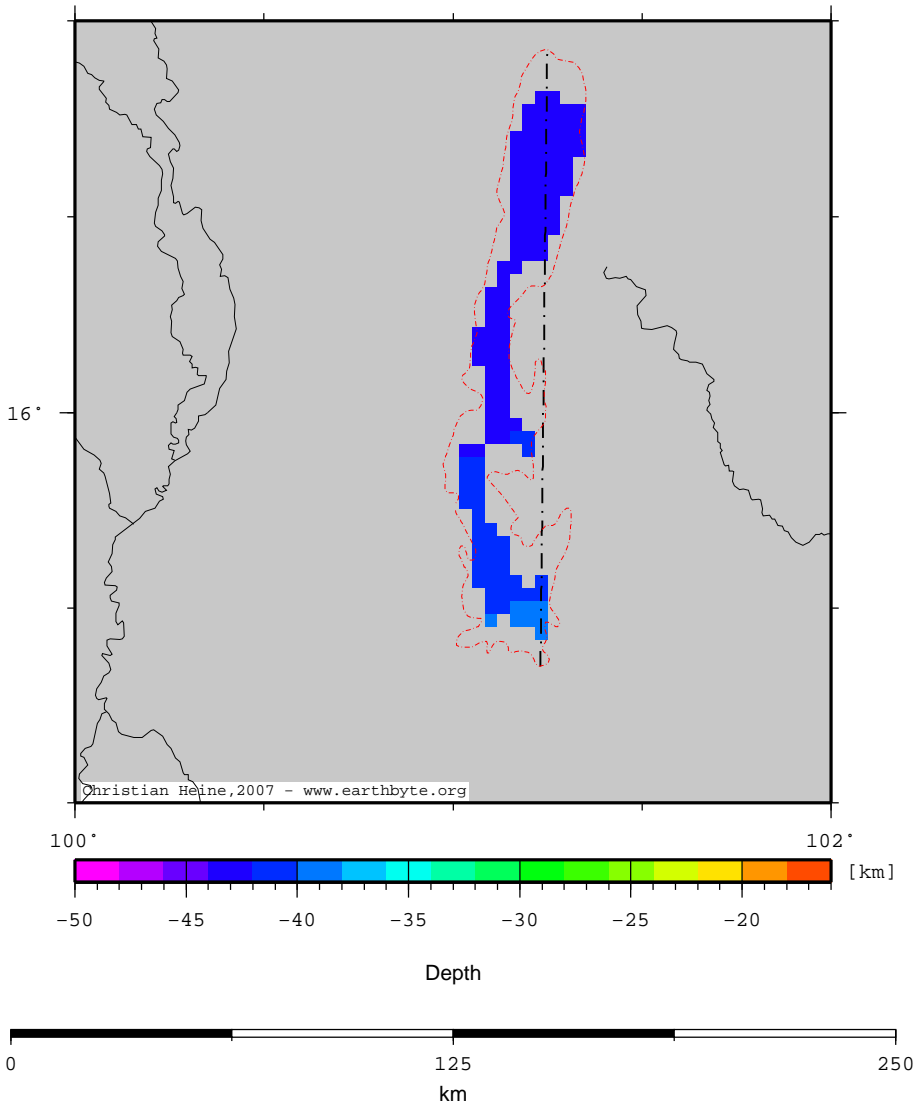 16°
Christian Heine,2007 - www.earthbyte.org
100° 102°
[km]
-50 -45 -40 -35 -30 -25 -20
Depth
0 125 250
km